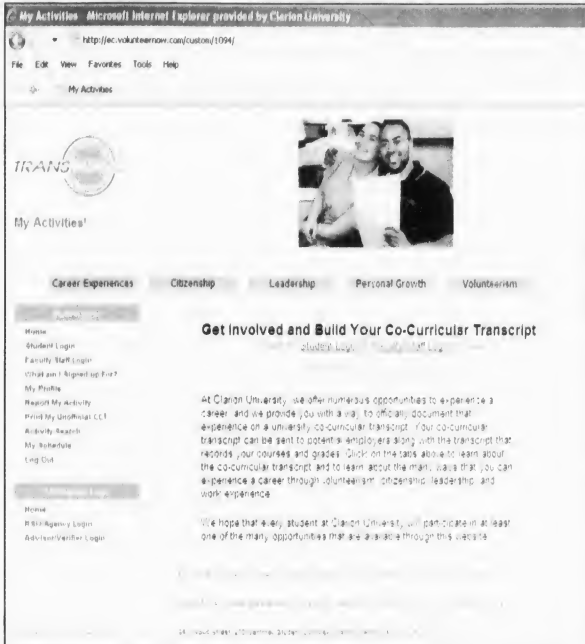 My Activities Microsoft Internet Explorer provided by Clarion University
http://ec.volunteernow.com/custom/1094/
File Edit View Favorites Tools Help
My Activities
TRANS
My Activities!
Career Experiences Citizenship Leadership Personal Growth Volunteerism
Home
Student Login
Faculty Staff Login
What am I Signed up For?
My Profile
Report My Activity
Print My Unofficial CCT
Activity Search
My Schedule
Log Out
Home
RSO/Agency Login
Advisor/Verifier Login
Get Involved and Build Your Co-Curricular Transcript
Student Login Faculty Staff Log
At Clarion University, we offer numerous opportunities to experience a
career, and we provide you with a way to officially document that
experience on a university co-curricular transcript. Your co-curricular
transcript can be sent to potential employers along with the transcript that
records your courses and grades. Click on the tabs above to learn about
the co-curricular transcript and to learn about the many ways that you can
experience a career through volunteerism, citizenship, leadership, and
work experience.
We hope that every student at Clarion University will participate in at least
one of the many opportunities that are available through this website.